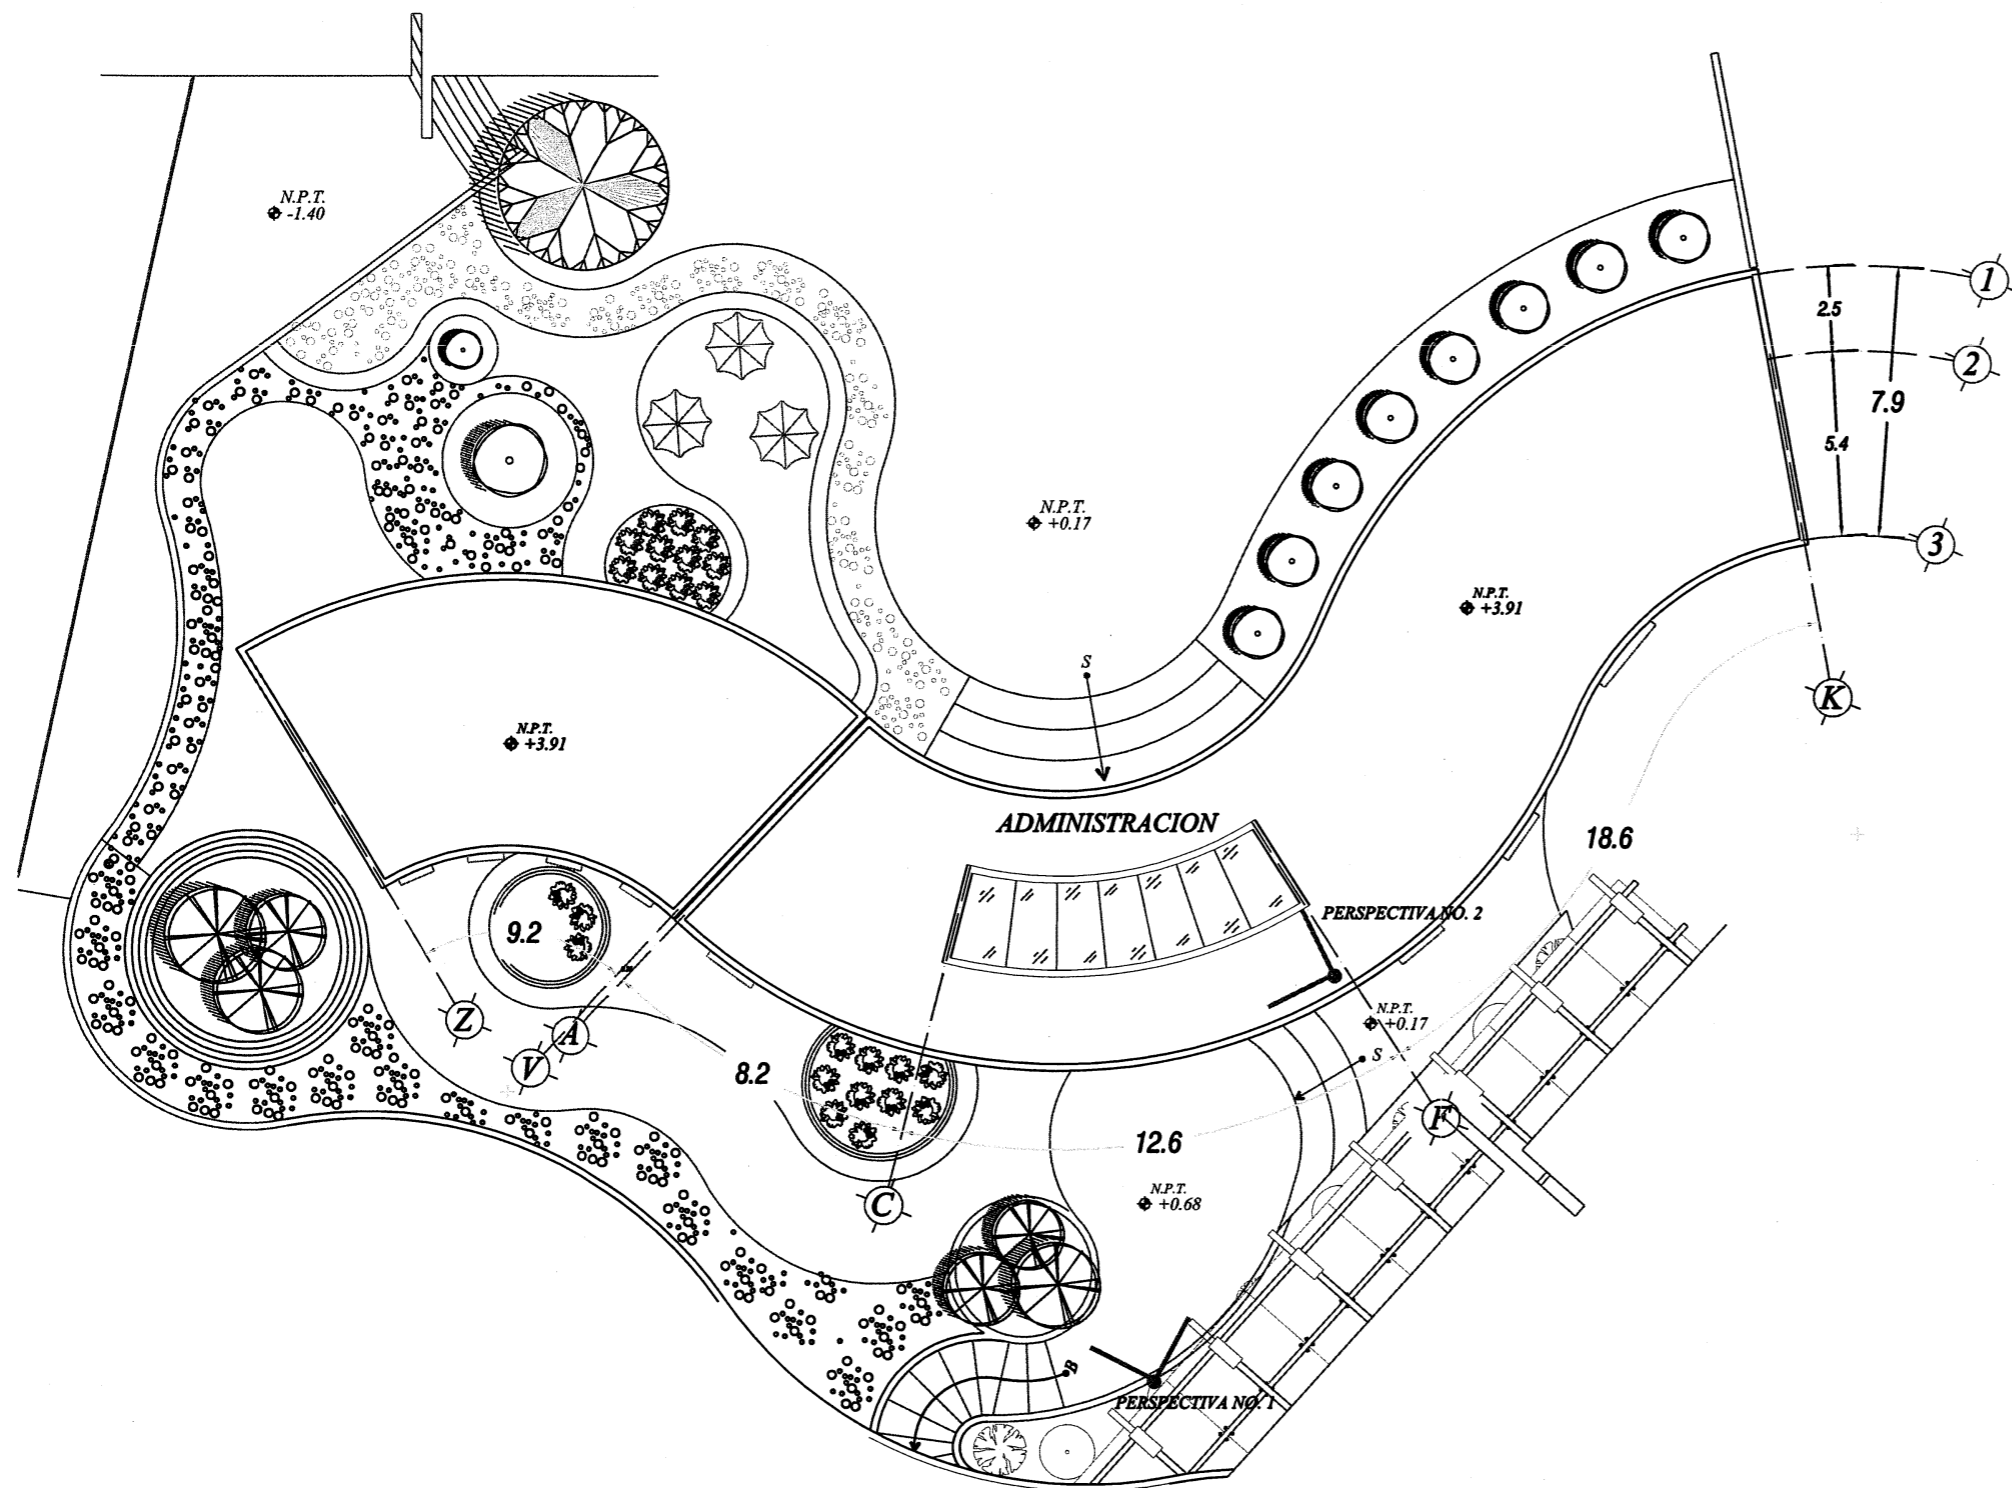 N.P.T.
-1.40
1
2.5
2
7.9
5.4
3
N.P.T.
+0.17
N.P.T.
+3.91
S
K
N.P.T.
+3.91
ADMINISTRACION
18.6
PERSPECTIVA NO. 2
9.2
Z
A
V
N.P.T.
+0.17
S
8.2
F
12.6
C
N.P.T.
+0.68
B
PERSPECTIVA NO. 1